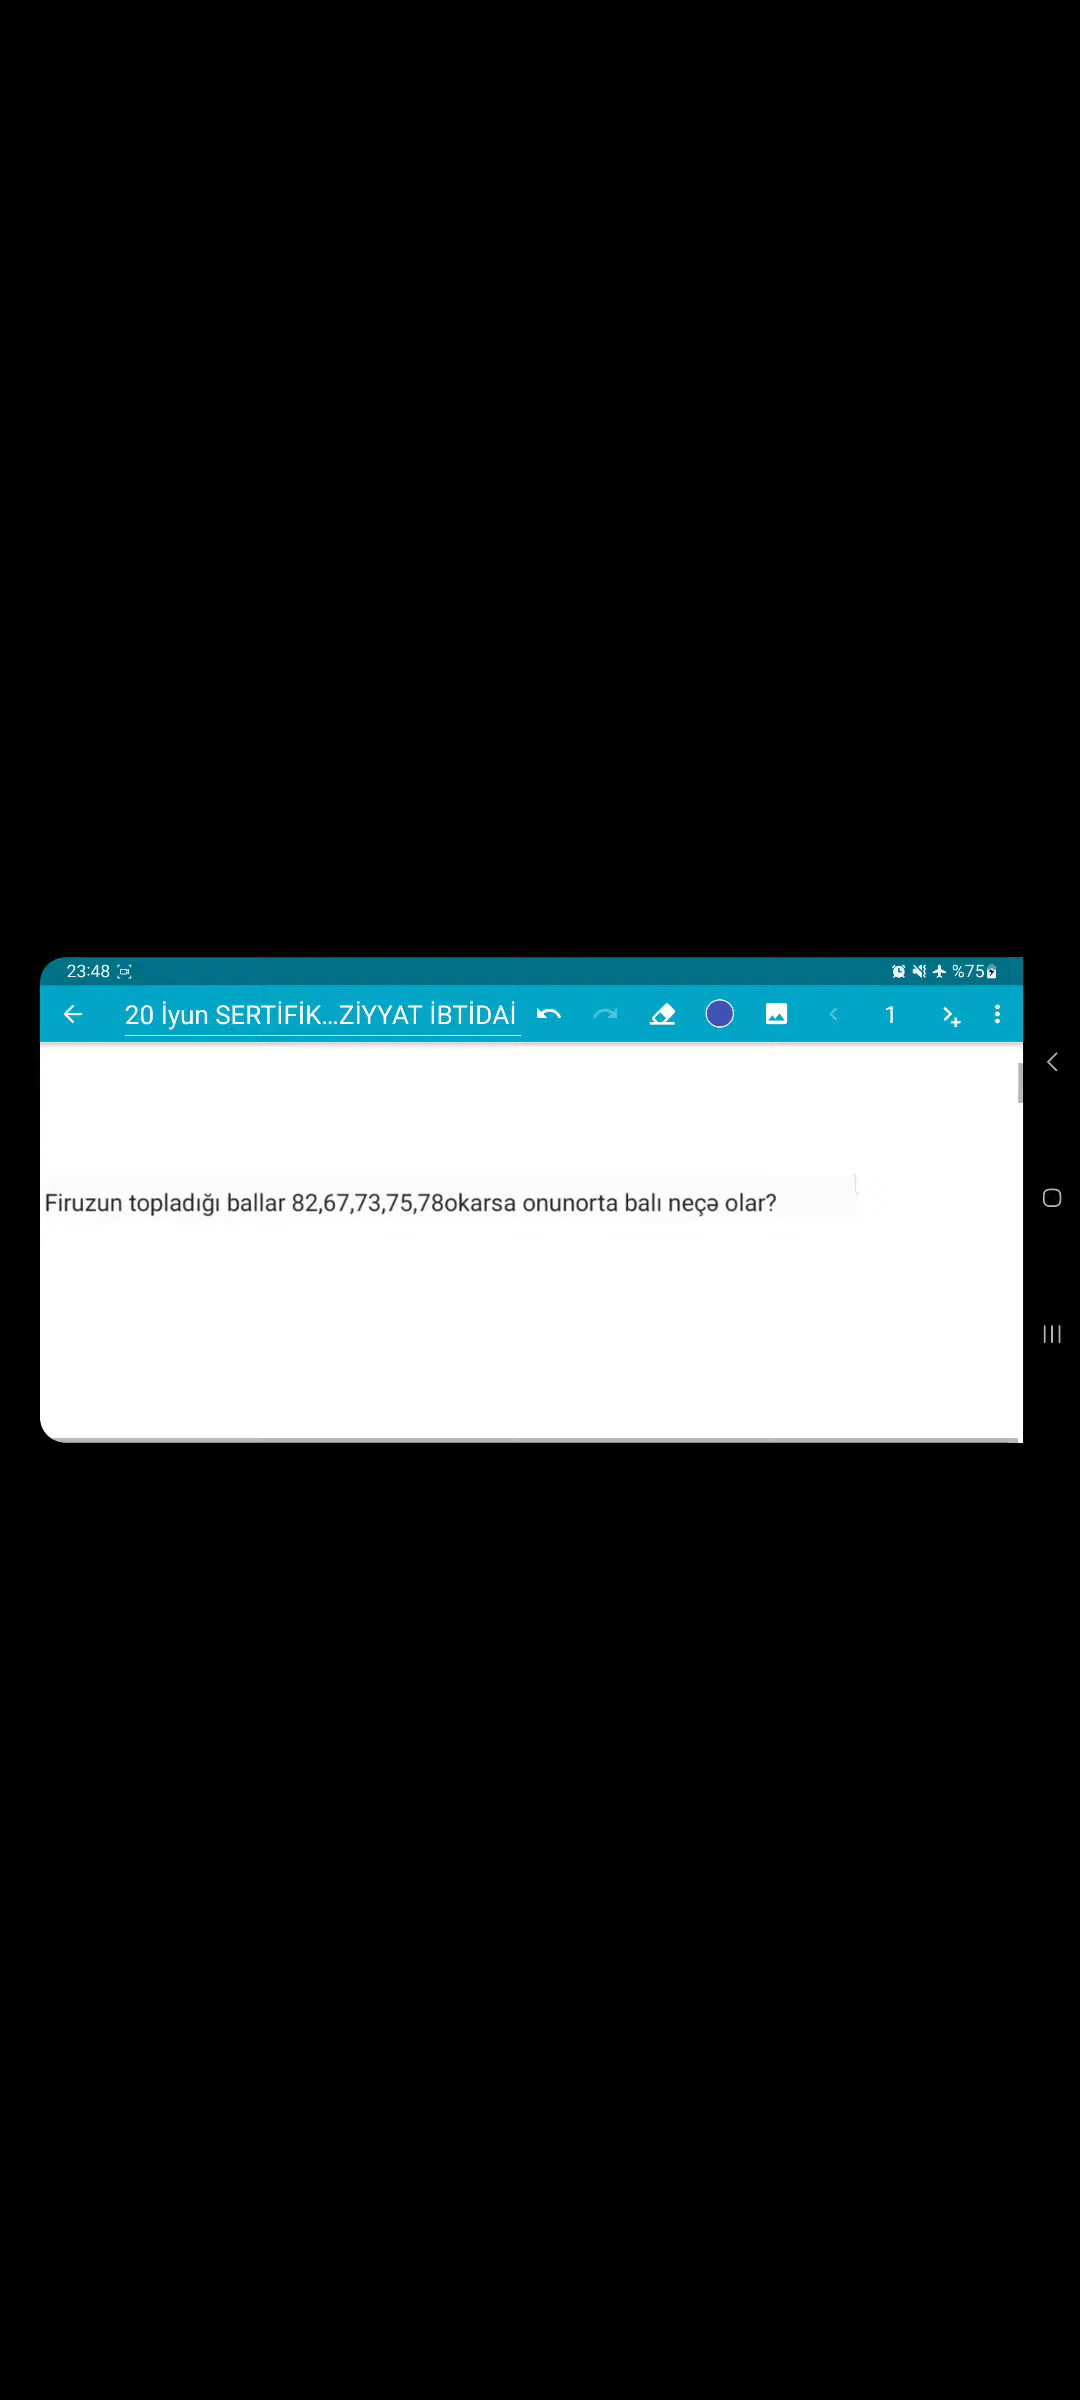 23:48 %75
20 İyun SERTİFİK...ZİYYAT İBTİDAİ 1
Firuzun topladığı ballar 82,67,73,75,78okarsa onunorta balı neçə olar?